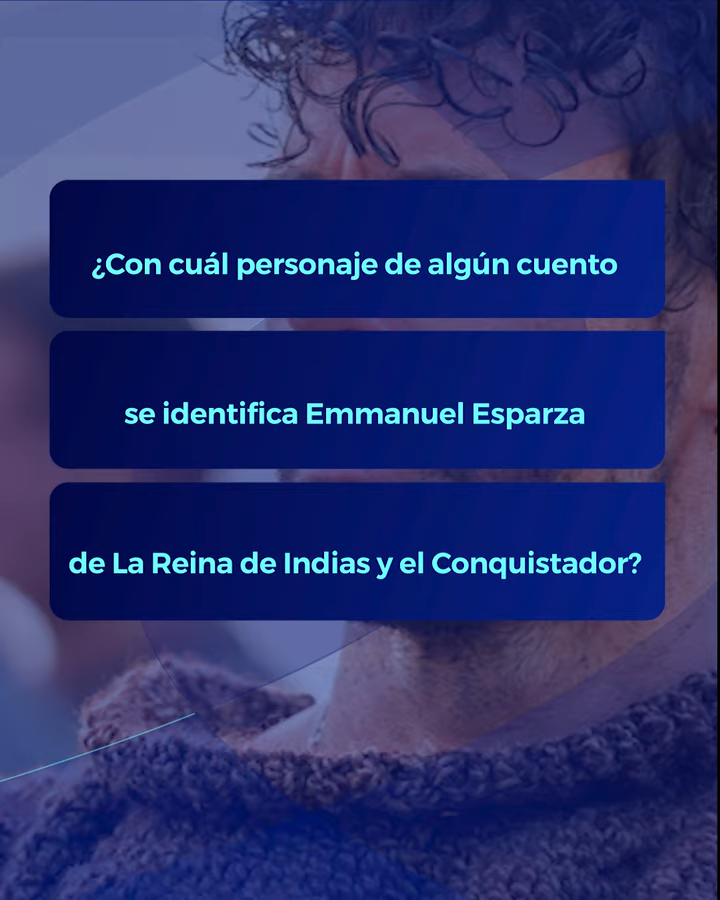 ¿Con cuál personaje de algún cuento
se identifica Emmanuel Esparza
de La Reina de Indias y el Conquistador?